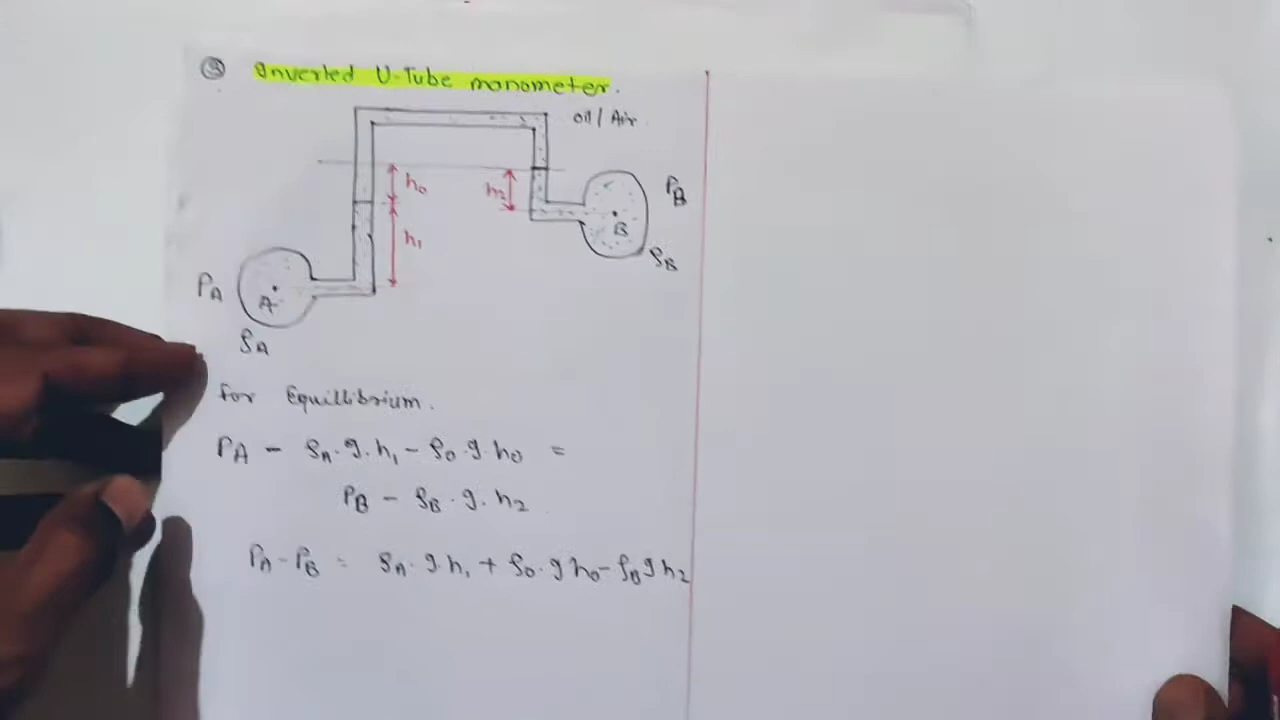 ③ Inverted U-Tube manometer.
oil / Air.
h₀
h₂
P_B
B
h₁
ρ_B
P_A
A
ρ_A
for Equillibrium.
P_A - ρ_A·g·h₁ - ρ₀·g·h₀ =
P_B - ρ_B·g·h₂
P_A - P_B = ρ_A·g·h₁ + ρ₀·g h₀ - ρ_B g h₂